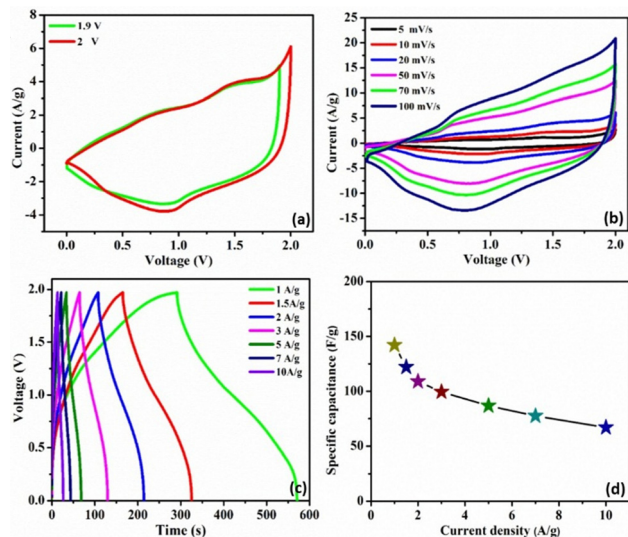 1.9 V
2 V
Current (A/g)
8
6
4
2
0
-2
-4
0.0 0.5 1.0 1.5 2.0
Voltage (V)
(a)
5 mV/s
10 mV/s
20 mV/s
50 mV/s
70 mV/s
100 mV/s
Current (A/g)
25
20
15
10
5
0
-5
-10
-15
0.0 0.5 1.0 1.5 2.0
Voltage (V)
(b)
1 A/g
1.5A/g
2 A/g
3 A/g
5 A/g
7 A/g
10A/g
Voltage (V)
2.0
1.5
1.0
0.5
0.0
0 100 200 300 400 500 600
Time (s)
(c)
Specific capacitance (F/g)
200
150
100
50
0
0 2 4 6 8 10
Current density (A/g)
(d)